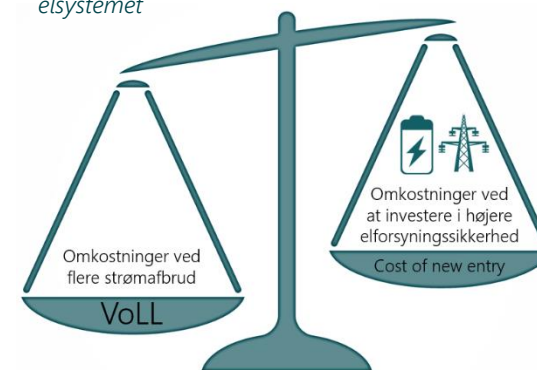 elsystemet
Omkostninger ved
at investere i højere
elforsyningssikkerhed
Cost of new entry
Omkostninger ved
flere strømafbrud
VoLL